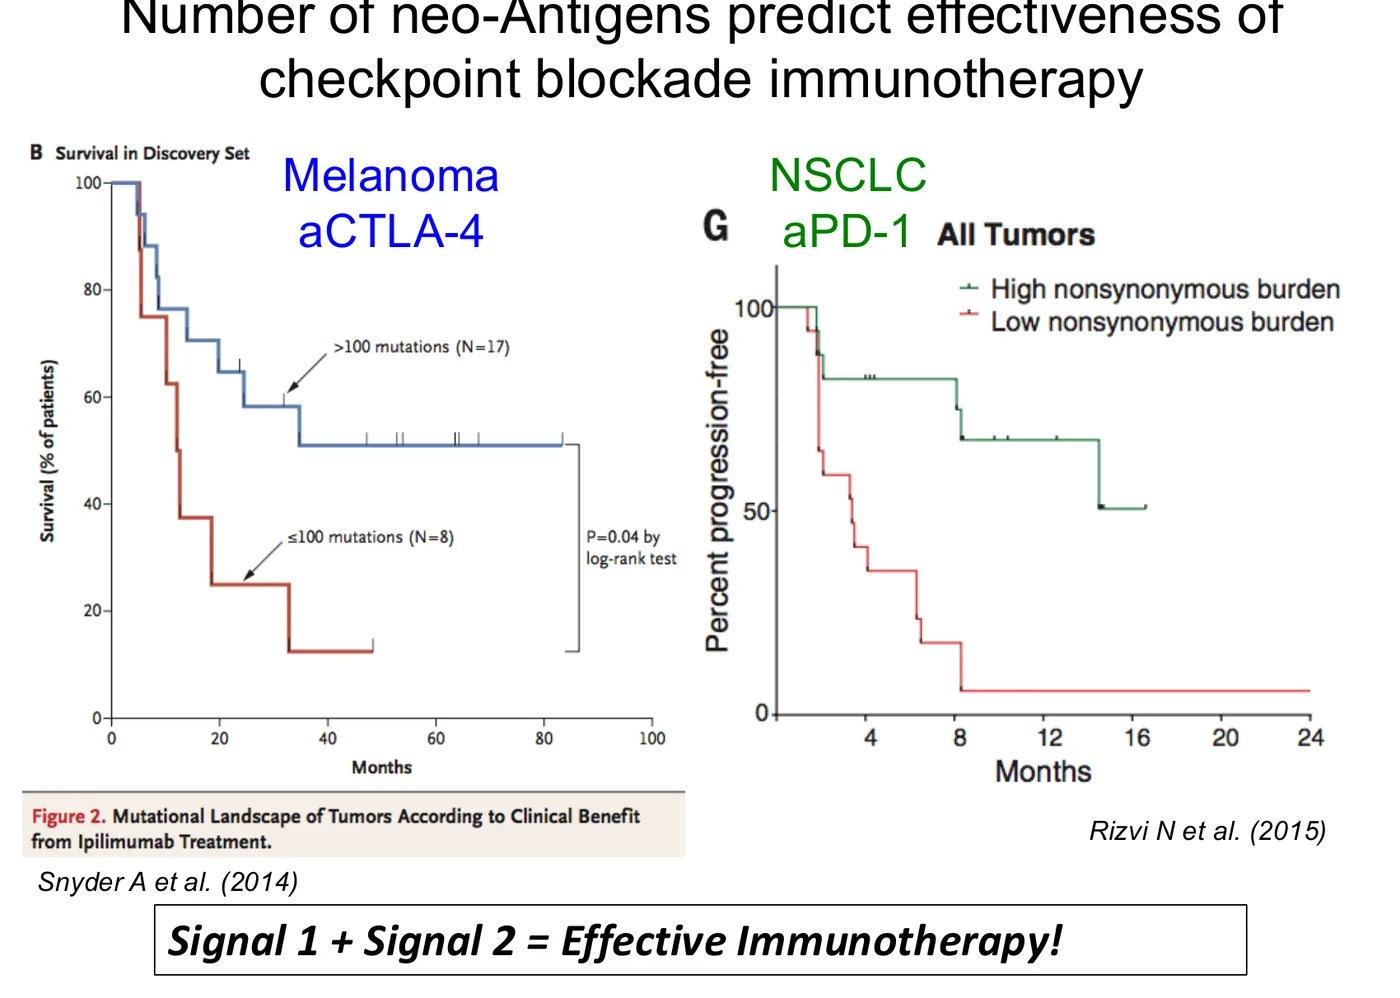 Number of neo-Antigens predict effectiveness of
checkpoint blockade immunotherapy
B Survival in Discovery Set
Melanoma
aCTLA-4
100
80
60
40
20
0
Survival (% of patients)
>100 mutations (N=17)
≤100 mutations (N=8)
P=0.04 by
log-rank test
0 20 40 60 80 100
Months
Figure 2. Mutational Landscape of Tumors According to Clinical Benefit
from Ipilimumab Treatment.
Snyder A et al. (2014)
NSCLC
aPD-1
G
All Tumors
High nonsynonymous burden
Low nonsynonymous burden
100
50
0
Percent progression-free
4 8 12 16 20 24
Months
Rizvi N et al. (2015)
Signal 1 + Signal 2 = Effective Immunotherapy!